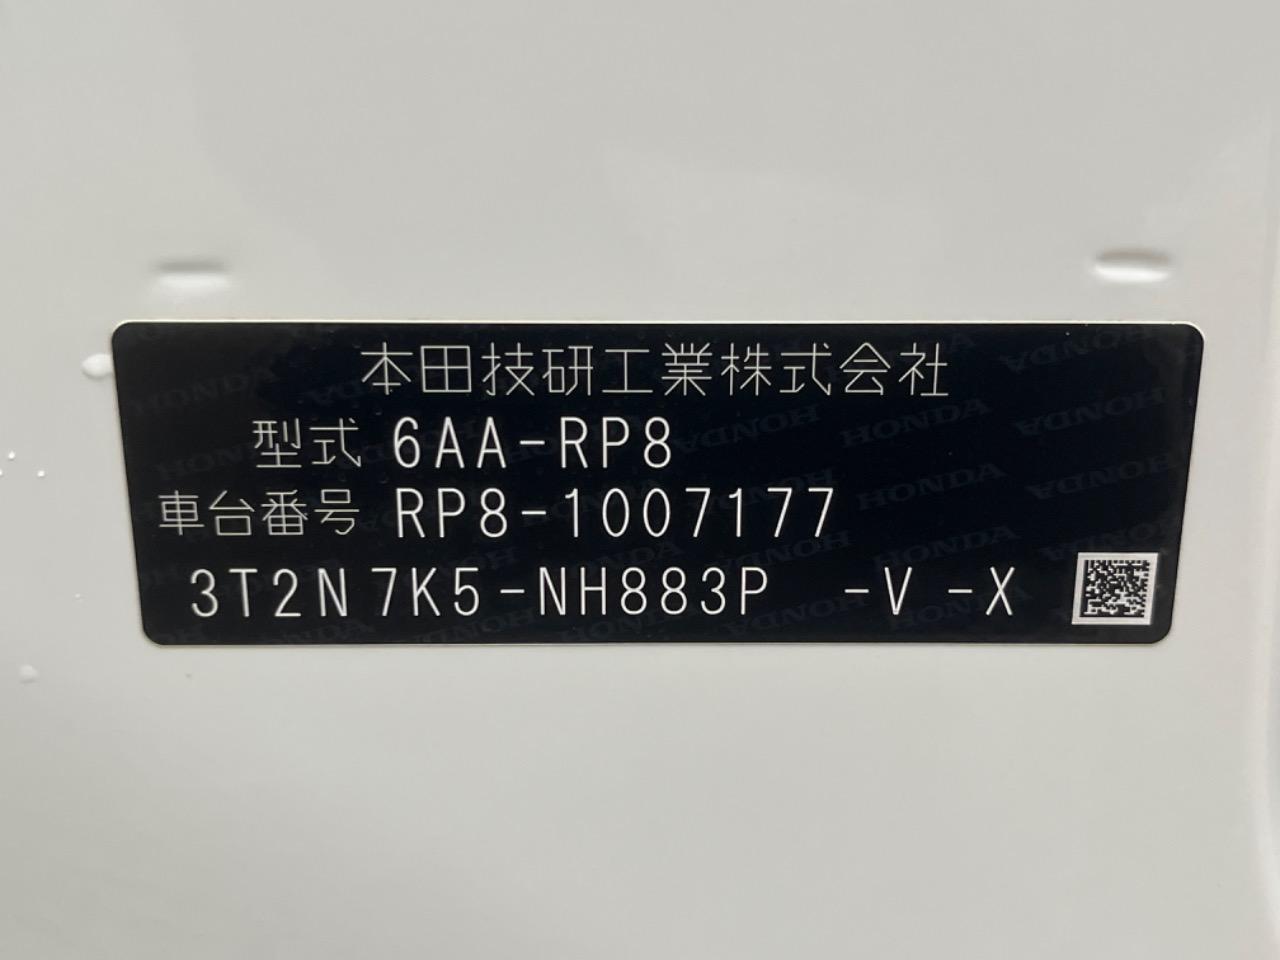 本田技研工業株式会社
型式 6AA-RP8
車台番号 RP8-1007177
3T2N7K5-NH883P -V -X